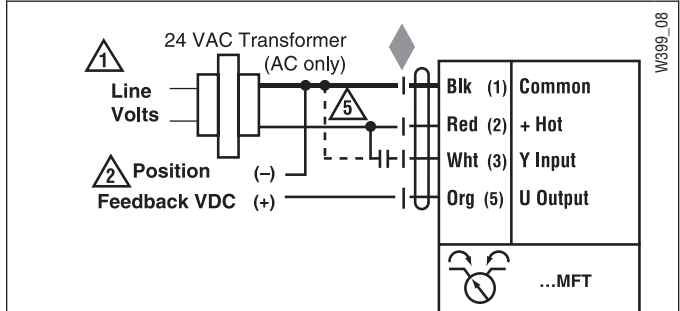 W399_08
24 VAC Transformer
(AC only)
1
Line
Volts
5
2
Position (–)
Feedback VDC (+)
Blk (1) Common
Red (2) + Hot
Wht (3) Y Input
Org (5) U Output
...MFT